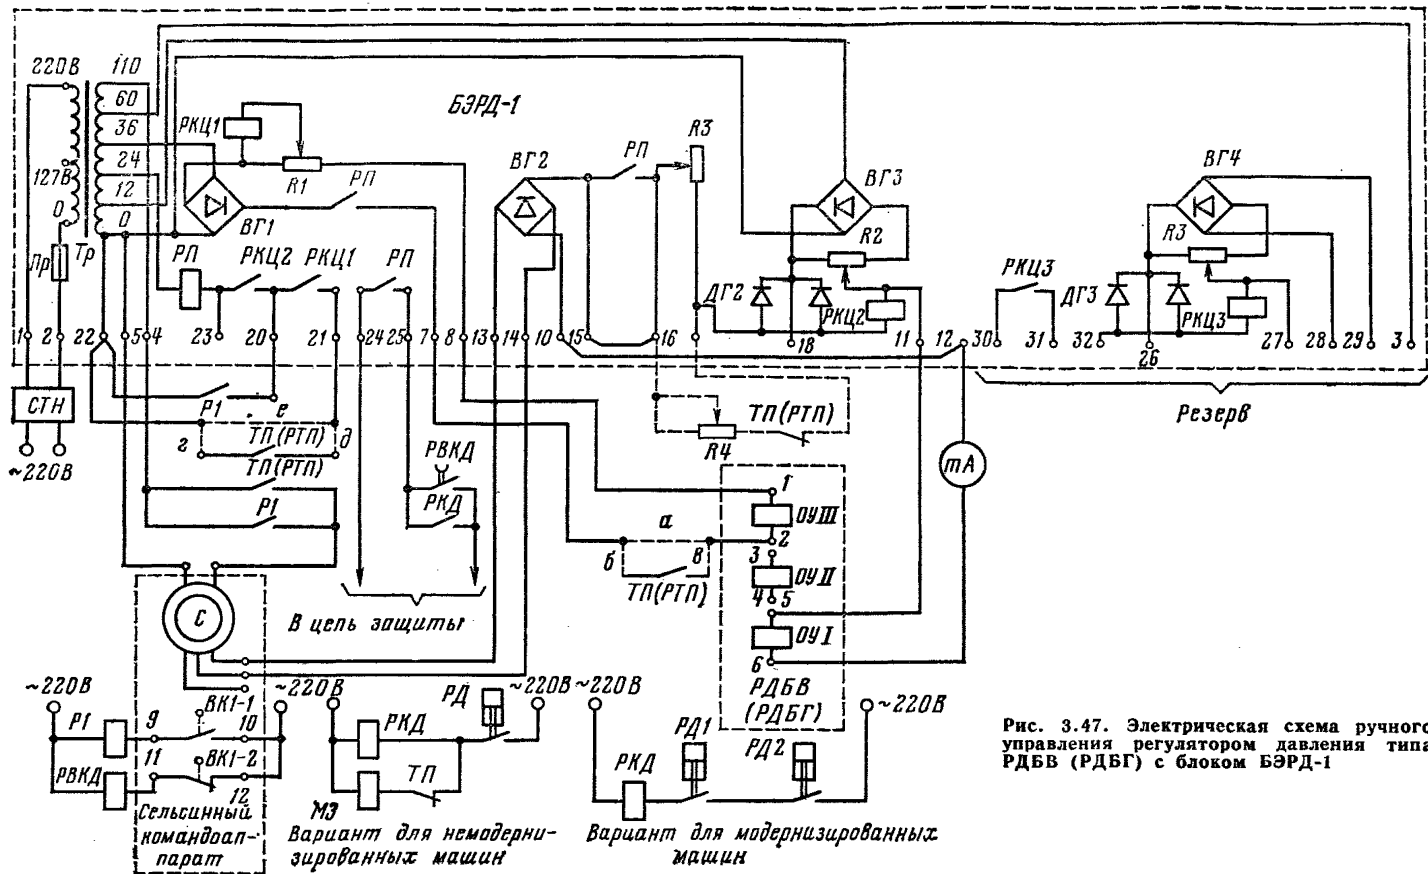 БЭРД-1
220В
127В
0
Пр
Тр
110
60
36
24
12
0
РКЦ1
R1
РП
ВГ1
РП
РКЦ2
РКЦ1
РП
ВГ2
РП
R3
ВГ3
R2
ДГ2
РКЦ2
ВГ4
R3
РКЦ3
ДГ3
РКЦ3
1
2
22
5
4
23
20
21
24
25
7
8
13
14
10
15
16
18
11
12
30
31
32
26
27
28
29
3
СТН
~220В
Р1
е
г
ТП(РТП)
д
ТП(РТП)
Р1
РВКД
РКД
R4
ТП(РТП)
Резерв
mA
а
б
в
ТП(РТП)
1
ОУIII
2
3
ОУII
4
5
ОУI
6
РДБВ
(РДБГ)
С
В цепь защиты
~220В
Р1
9
ВК1-1
10
~220В
РВКД
11
ВК1-2
12
Сельсинный
командоап-
парат
РКД
РД
~220В
МЭ
ТП
Вариант для немодерни-
зированных машин
~220В
РКД
РД1
РД2
~220В
Вариант для модернизированных
машин
Рис. 3.47. Электрическая схема ручного
управления регулятором давления типа
РДБВ (РДБГ) с блоком БЭРД-1